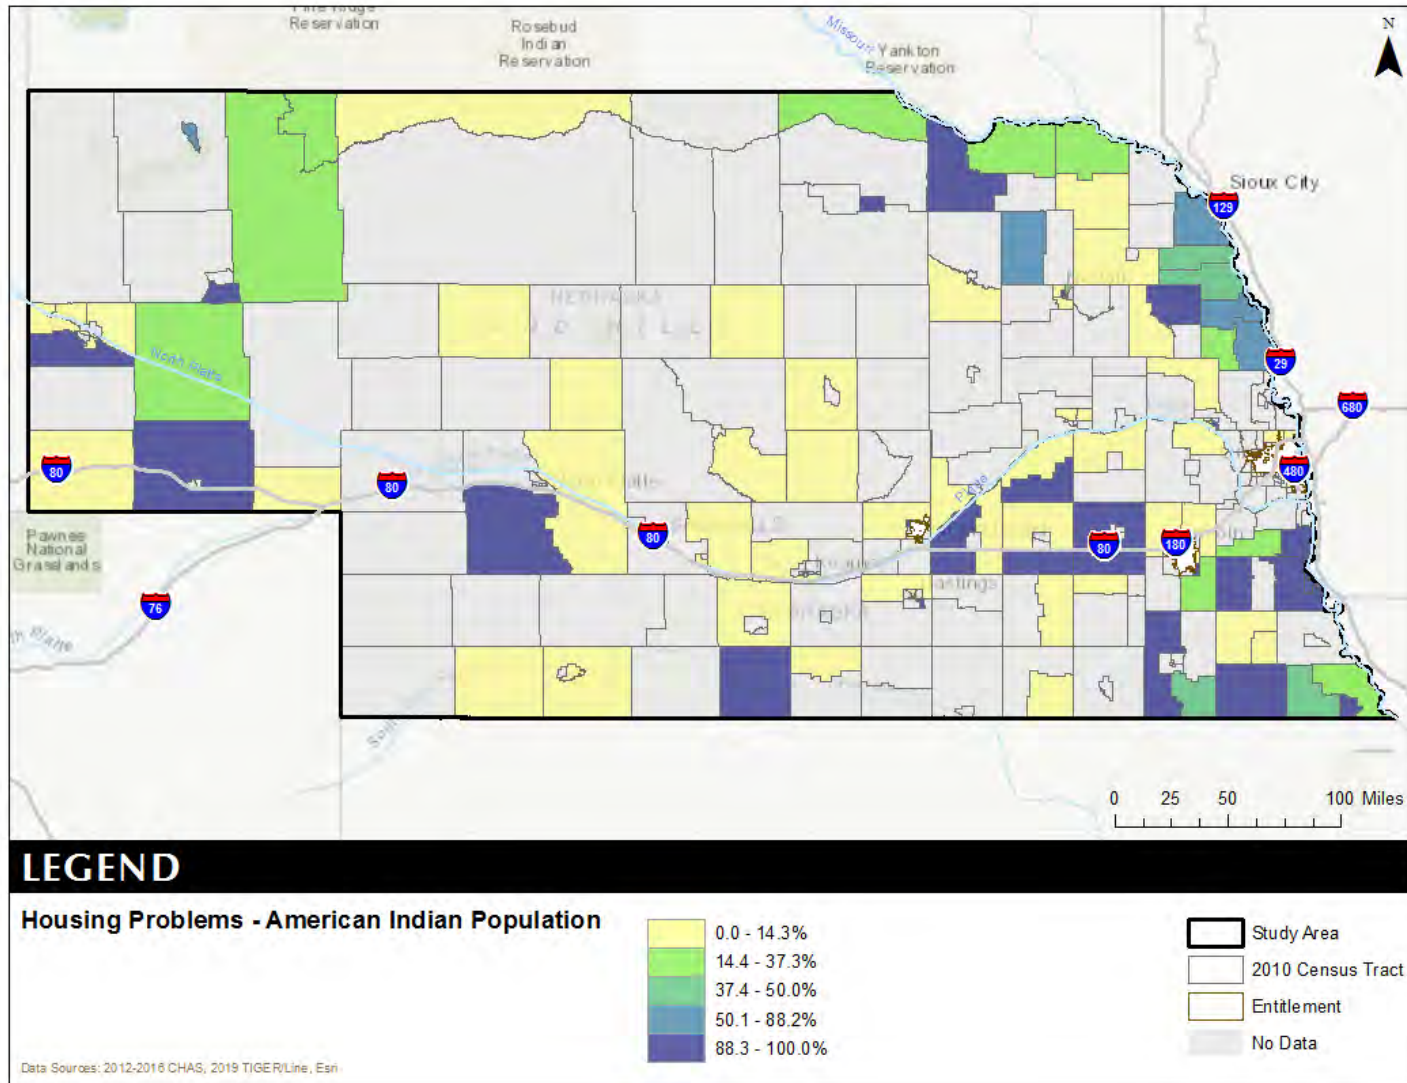 Reservation
Rosebud
Indian
Reservation
Missouri
Yankton
Reservation
N
Sioux City
129
NEBRASKA
North Platte
29
680
80
80
480
Platte
80
80
180
Pawnee
National
Grasslands
Hastings
76
0 25 50 100 Miles
LEGEND
Housing Problems - American Indian Population
0.0 - 14.3%
14.4 - 37.3%
37.4 - 50.0%
50.1 - 88.2%
88.3 - 100.0%
Study Area
2010 Census Tract
Entitlement
No Data
Data Sources: 2012-2016 CHAS, 2019 TIGER/Line, Esri